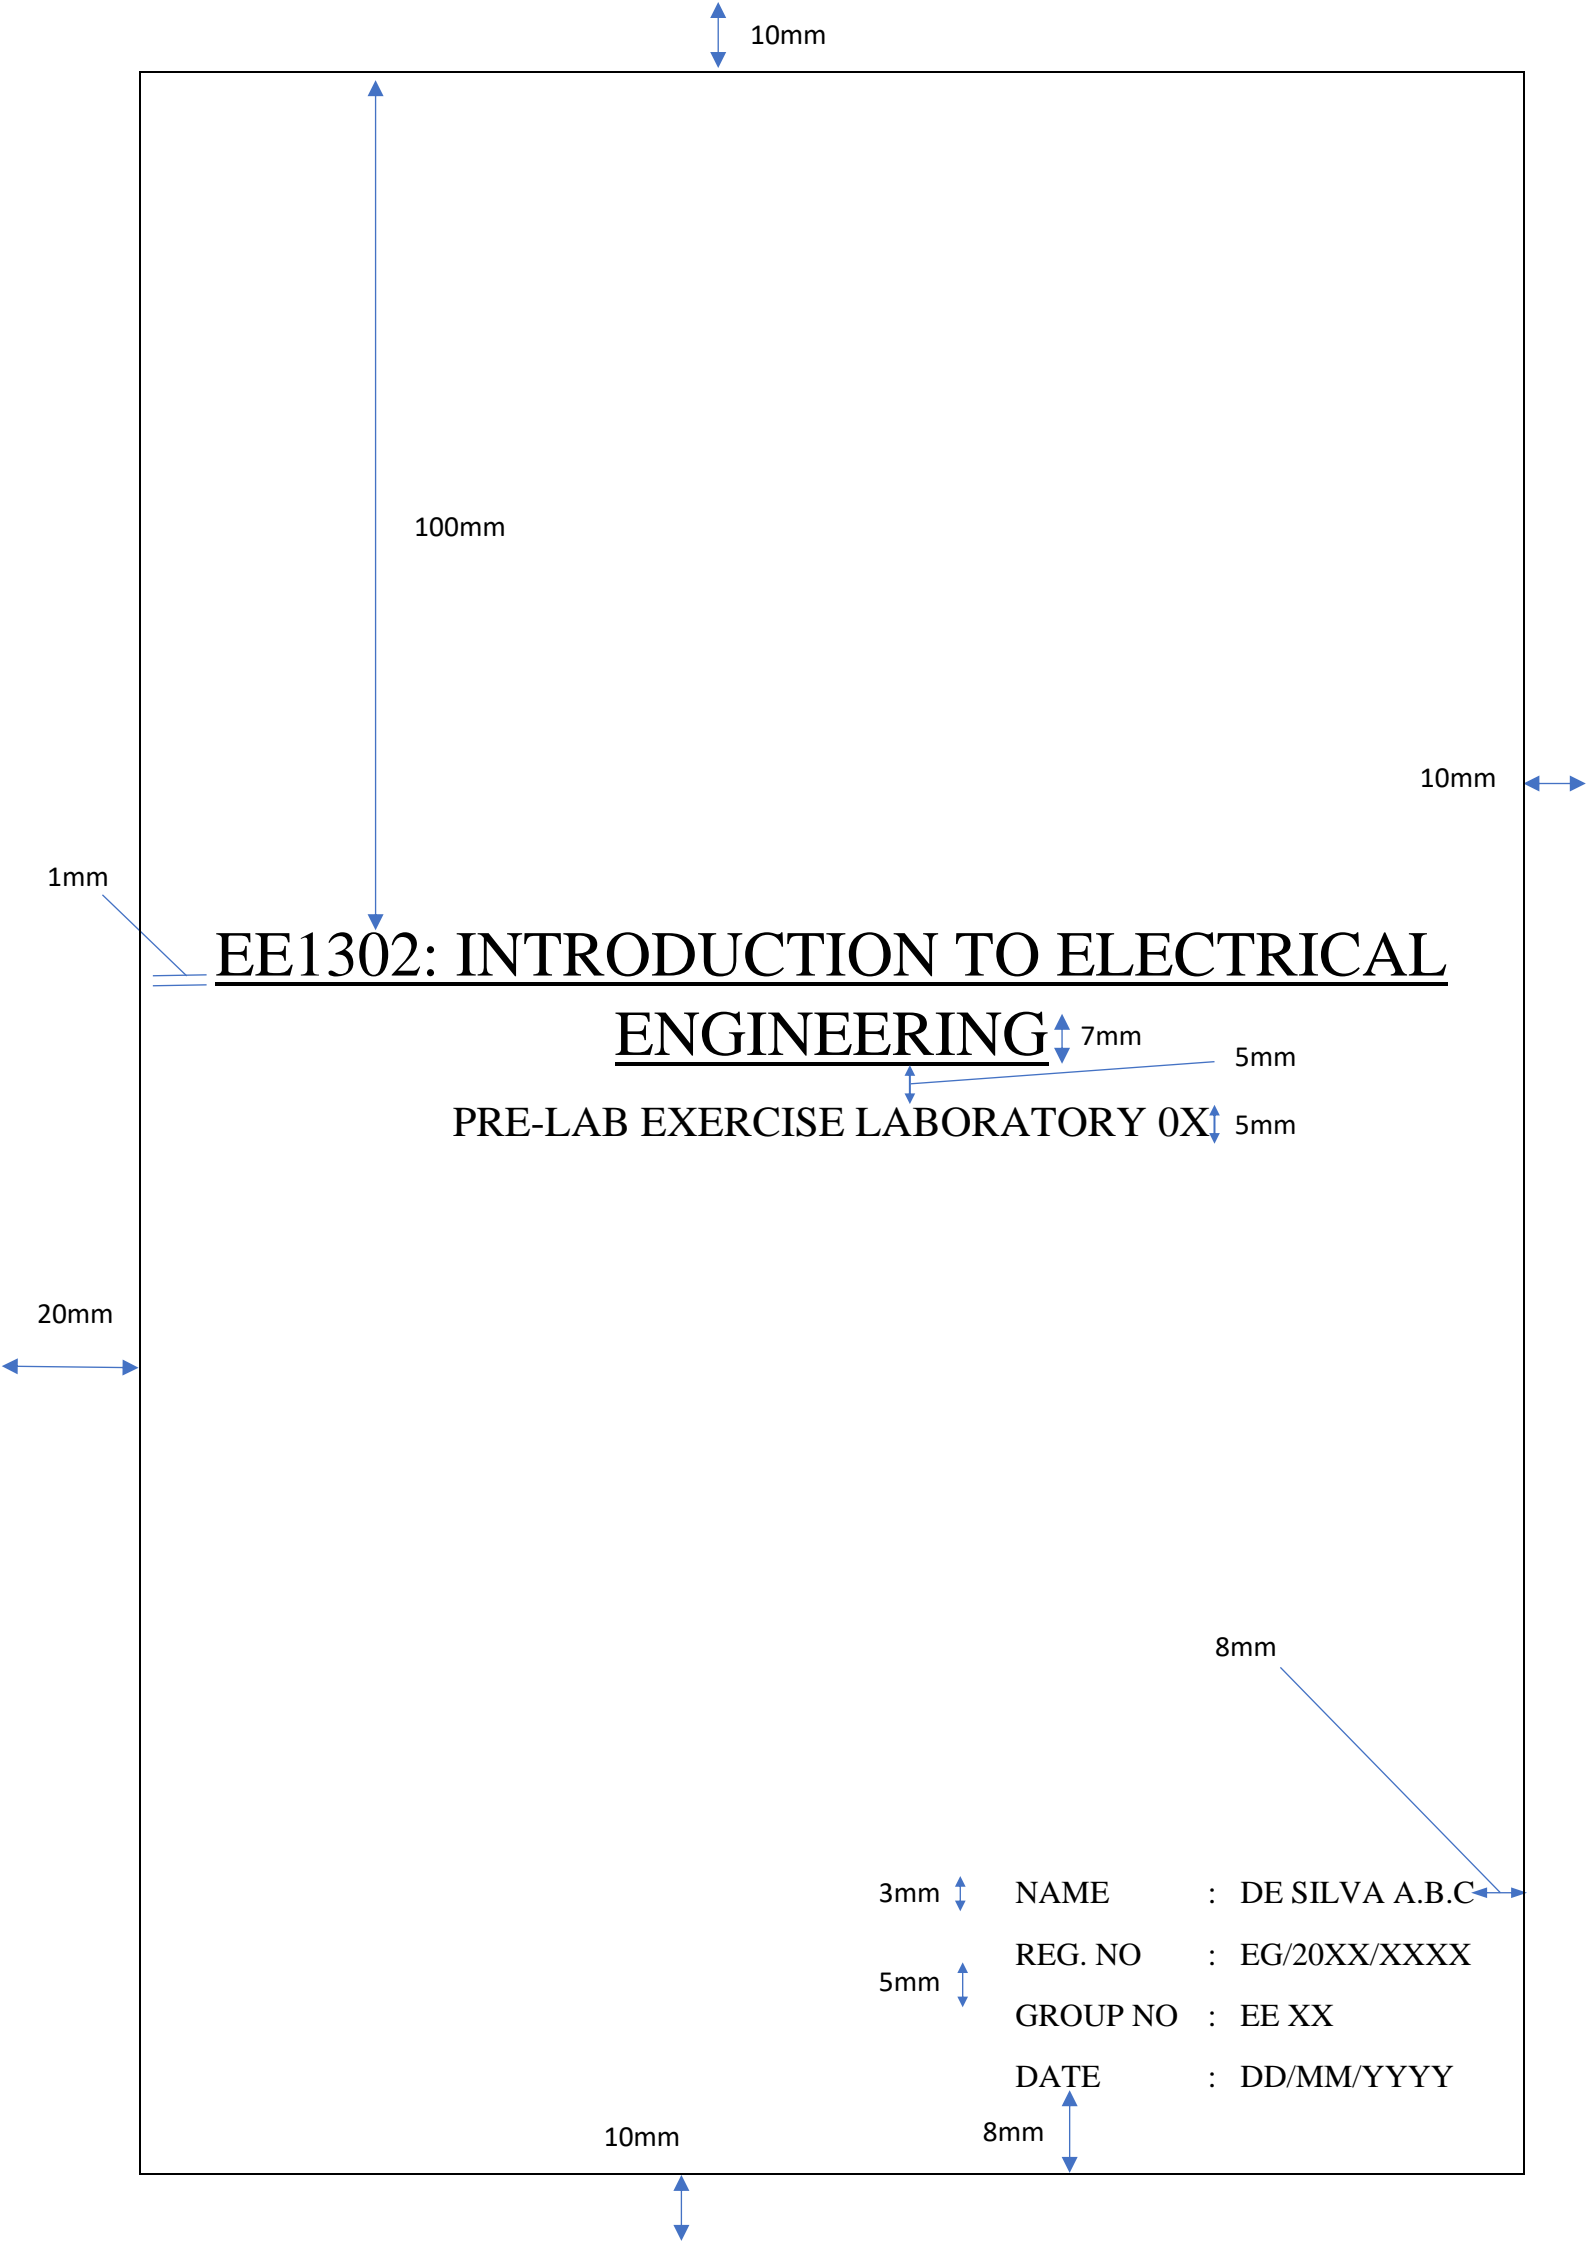 10mm
100mm
10mm
1mm
EE1302: INTRODUCTION TO ELECTRICAL
ENGINEERING 7mm
5mm
PRE-LAB EXERCISE LABORATORY 0X 5mm
20mm
8mm
3mm NAME : DE SILVA A.B.C
REG. NO : EG/20XX/XXXX
5mm
GROUP NO : EE XX
DATE : DD/MM/YYYY
10mm 8mm